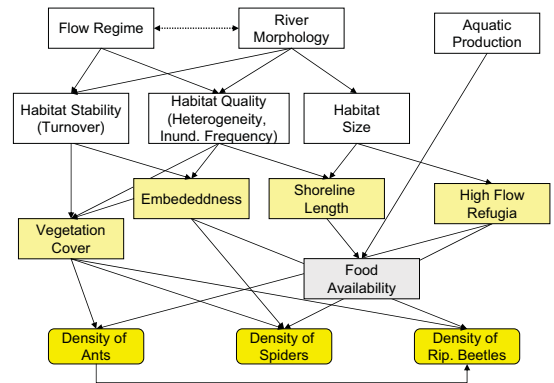 Flow Regime
River
Morphology
Aquatic
Production
Habitat Stability
(Turnover)
Habitat Quality
(Heterogeneity,
Inund. Frequency)
Habitat
Size
Embededdness
Shoreline
Length
High Flow
Refugia
Vegetation
Cover
Food
Availability
Density of
Ants
Density of
Spiders
Density of
Rip. Beetles